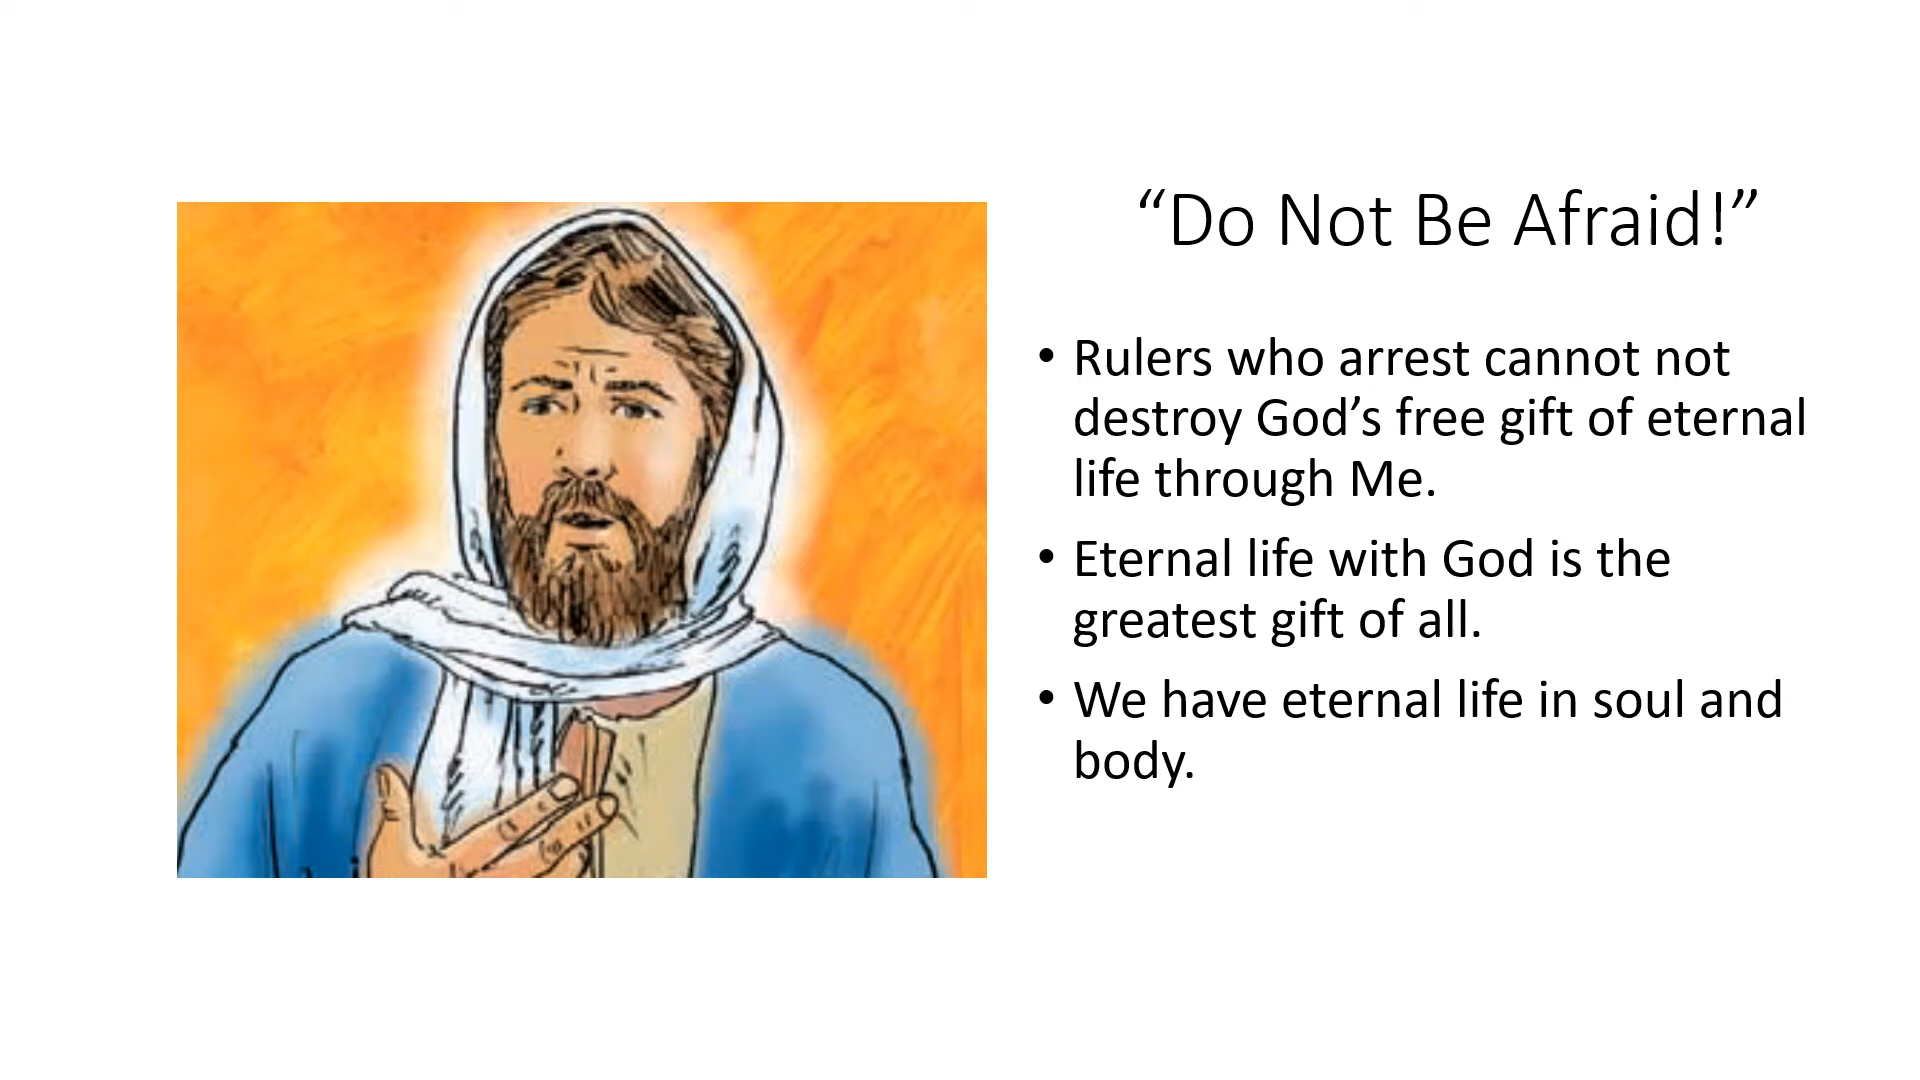 “Do Not Be Afraid!”
• Rulers who arrest cannot not
destroy God’s free gift of eternal
life through Me.
• Eternal life with God is the
greatest gift of all.
• We have eternal life in soul and
body.